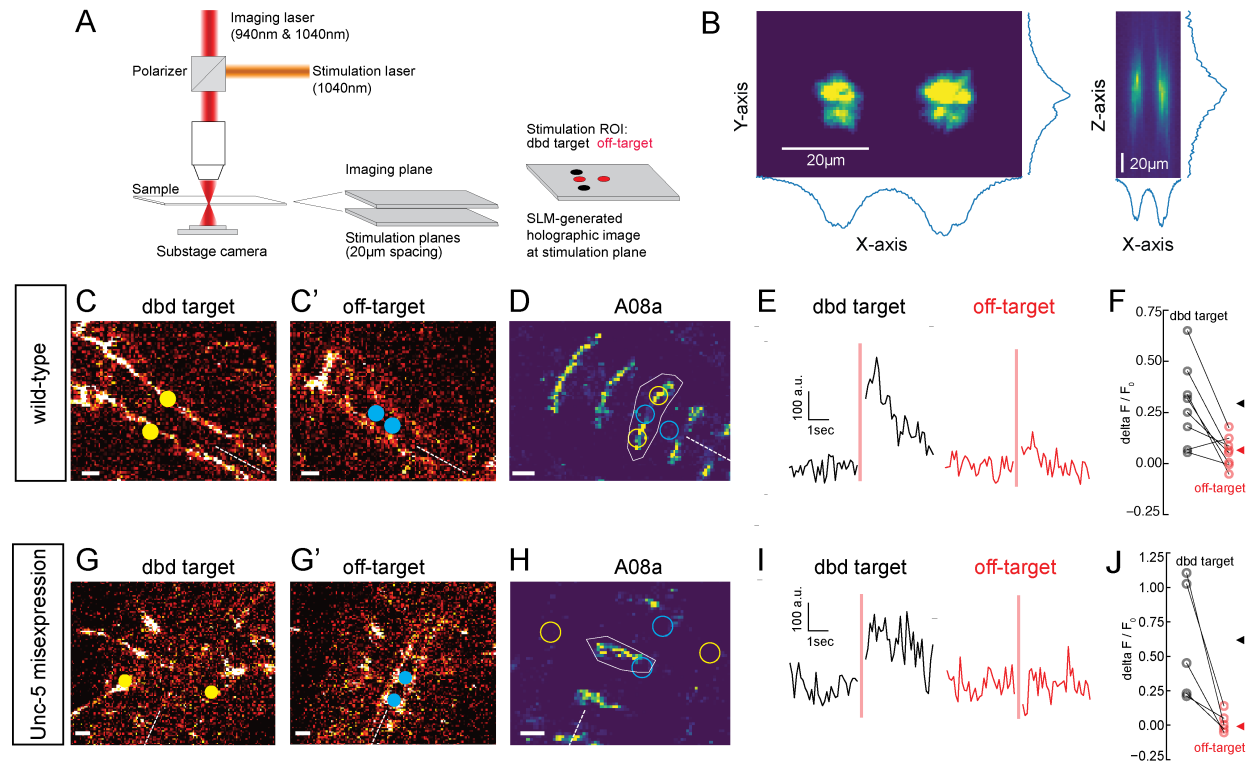 A
Imaging laser
(940nm & 1040nm)
Polarizer
Stimulation laser
(1040nm)
Sample
Substage camera
Imaging plane
Stimulation planes
(20µm spacing)
Stimulation ROI:
dbd target off-target
SLM-generated
holographic image
at stimulation plane
B
Y-axis
20µm
X-axis
Z-axis
20µm
X-axis
wild-type
C
dbd target
C’
off-target
D
A08a
E
dbd target
off-target
100 a.u.
1sec
F
dbd target
0.75
0.50
0.25
0.00
−0.25
delta F / F0
off-target
Unc-5 misexpression
G
dbd target
G’
off-target
H
A08a
I
dbd target
off-target
100 a.u.
1sec
J
dbd target
1.25
1.00
0.75
0.50
0.25
0.00
−0.25
delta F / F0
off-target